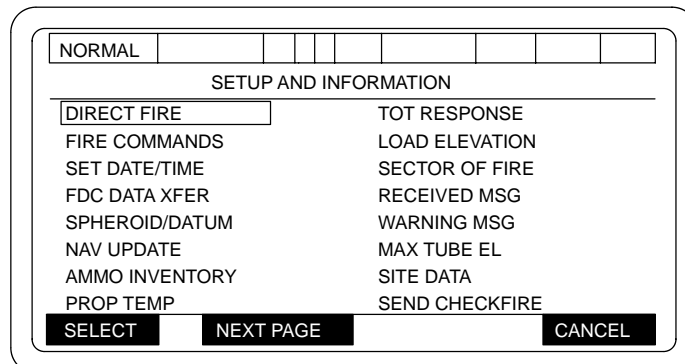 NORMAL
SETUP AND INFORMATION
DIRECT FIRE
FIRE COMMANDS
SET DATE/TIME
FDC DATA XFER
SPHEROID/DATUM
NAV UPDATE
AMMO INVENTORY
PROP TEMP
TOT RESPONSE
LOAD ELEVATION
SECTOR OF FIRE
RECEIVED MSG
WARNING MSG
MAX TUBE EL
SITE DATA
SEND CHECKFIRE
SELECT NEXT PAGE CANCEL